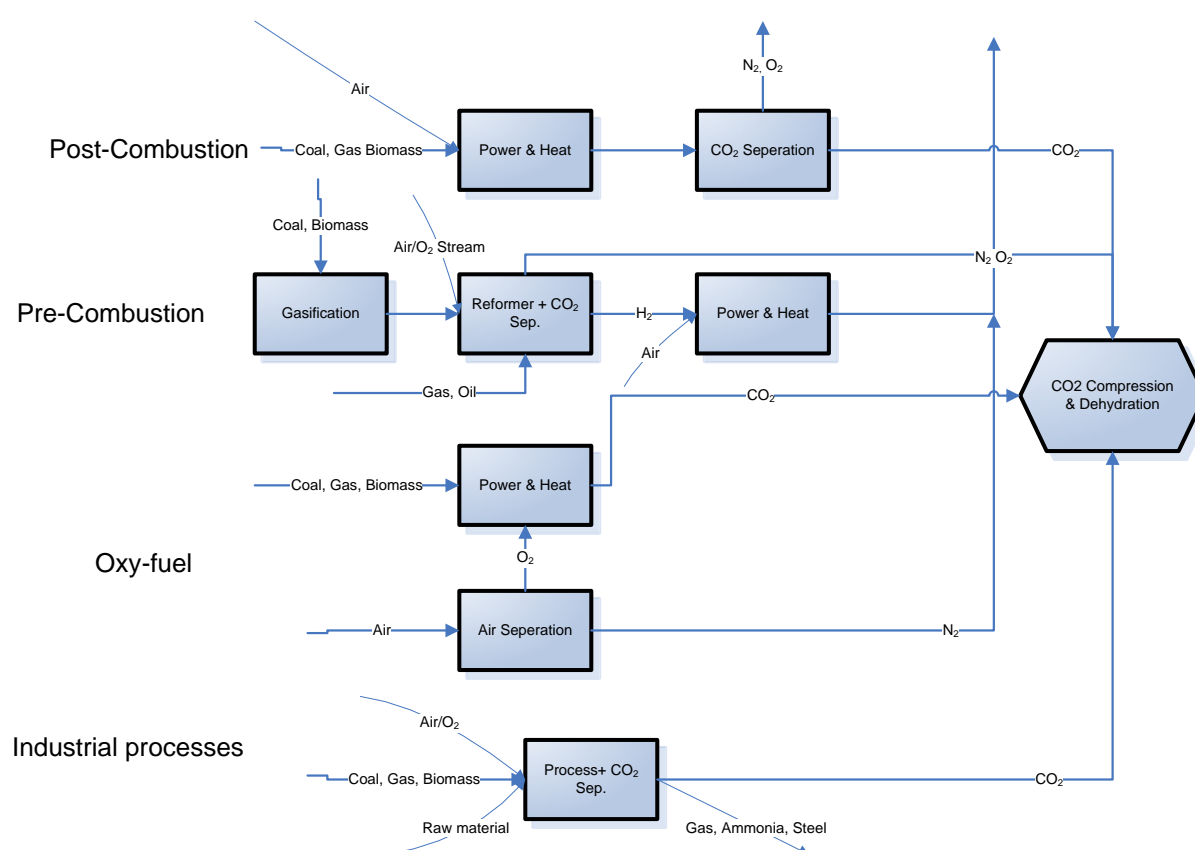 N₂, O₂
Air
Post-Combustion
Coal, Gas Biomass
Power & Heat
CO₂ Seperation
CO₂
Coal, Biomass
Air/O₂ Stream
N₂ O₂
Pre-Combustion
Gasification
Reformer + CO₂
Sep.
H₂
Power & Heat
Air
Gas, Oil
CO₂
CO2 Compression
& Dehydration
Coal, Gas, Biomass
Power & Heat
Oxy-fuel
O₂
Air
Air Seperation
N₂
Air/O₂
Industrial processes
Coal, Gas, Biomass
Process+ CO₂
Sep.
CO₂
Raw material
Gas, Ammonia, Steel